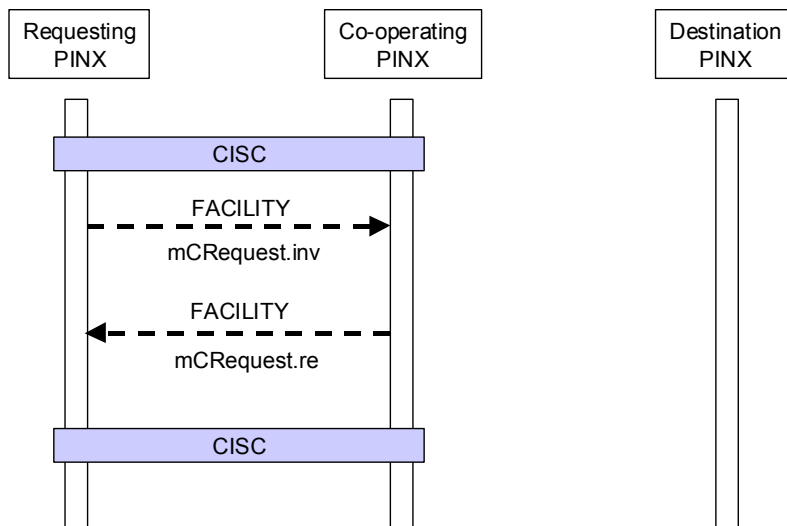 Requesting
PINX
Co-operating
PINX
Destination
PINX
CISC
FACILITY
mCRequest.inv
FACILITY
mCRequest.re
CISC